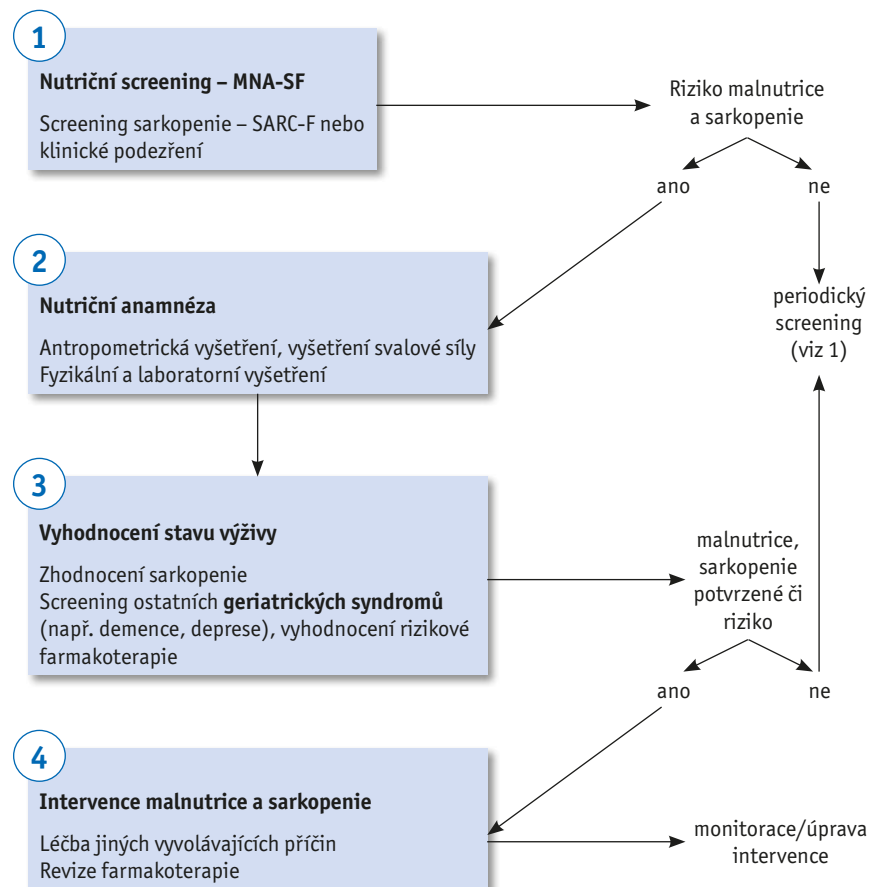 1
Nutriční screening – MNA-SF
Screening sarkopenie – SARC-F nebo
klinické podezření
Riziko malnutrice
a sarkopenie
ano
ne
periodický
screening
(viz 1)
2
Nutriční anamnéza
Antropometrická vyšetření, vyšetření svalové síly
Fyzikální a laboratorní vyšetření
3
Vyhodnocení stavu výživy
Zhodnocení sarkopenie
Screening ostatních geriatrických syndromů
(např. demence, deprese), vyhodnocení rizikové
farmakoterapie
malnutrice,
sarkopenie
potvrzené či
riziko
ano
ne
4
Intervence malnutrice a sarkopenie
Léčba jiných vyvolávajících příčin
Revize farmakoterapie
monitorace/úprava
intervence